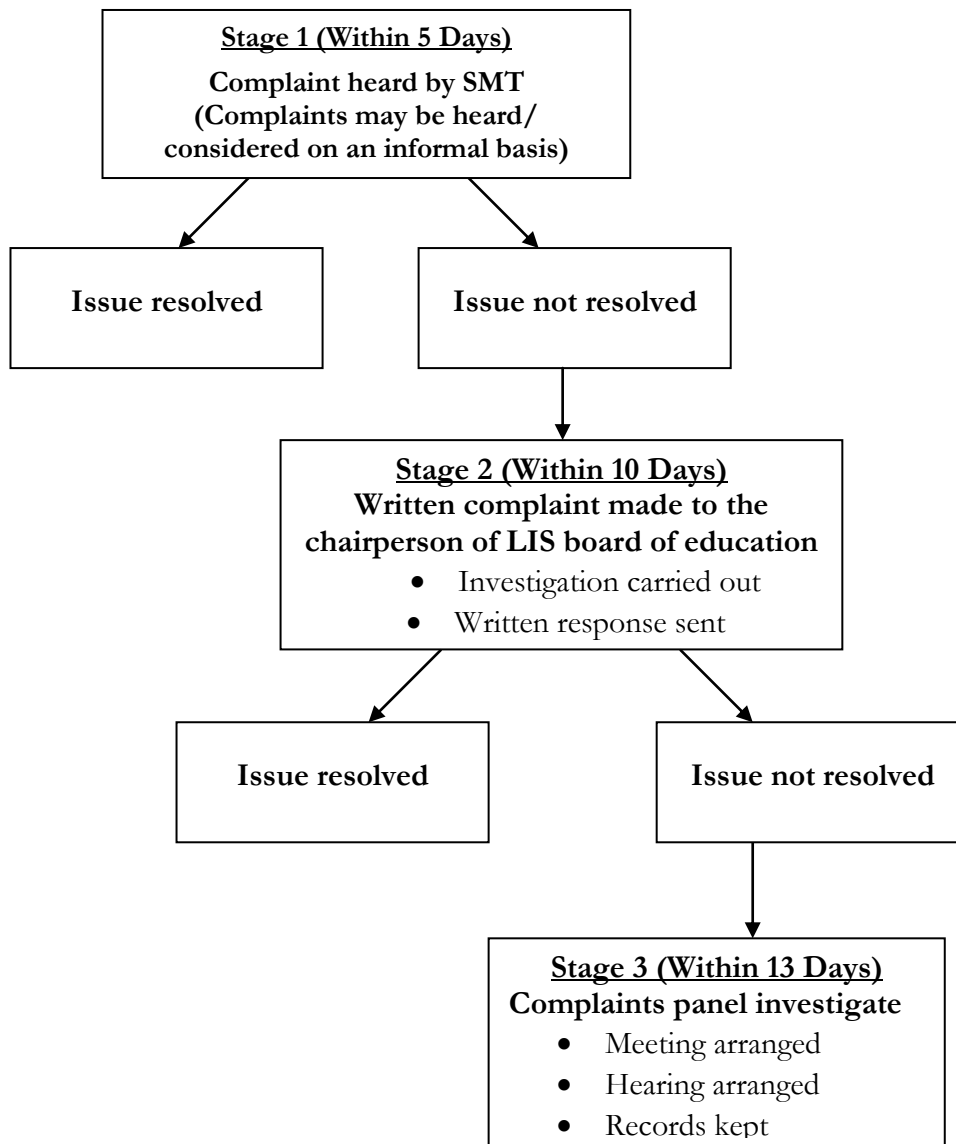 Stage 1 (Within 5 Days)
Complaint heard by SMT
(Complaints may be heard/
considered on an informal basis)
Issue resolved
Issue not resolved
Stage 2 (Within 10 Days)
Written complaint made to the
chairperson of LIS board of education
• Investigation carried out
• Written response sent
Issue resolved
Issue not resolved
Stage 3 (Within 13 Days)
Complaints panel investigate
• Meeting arranged
• Hearing arranged
• Records kept